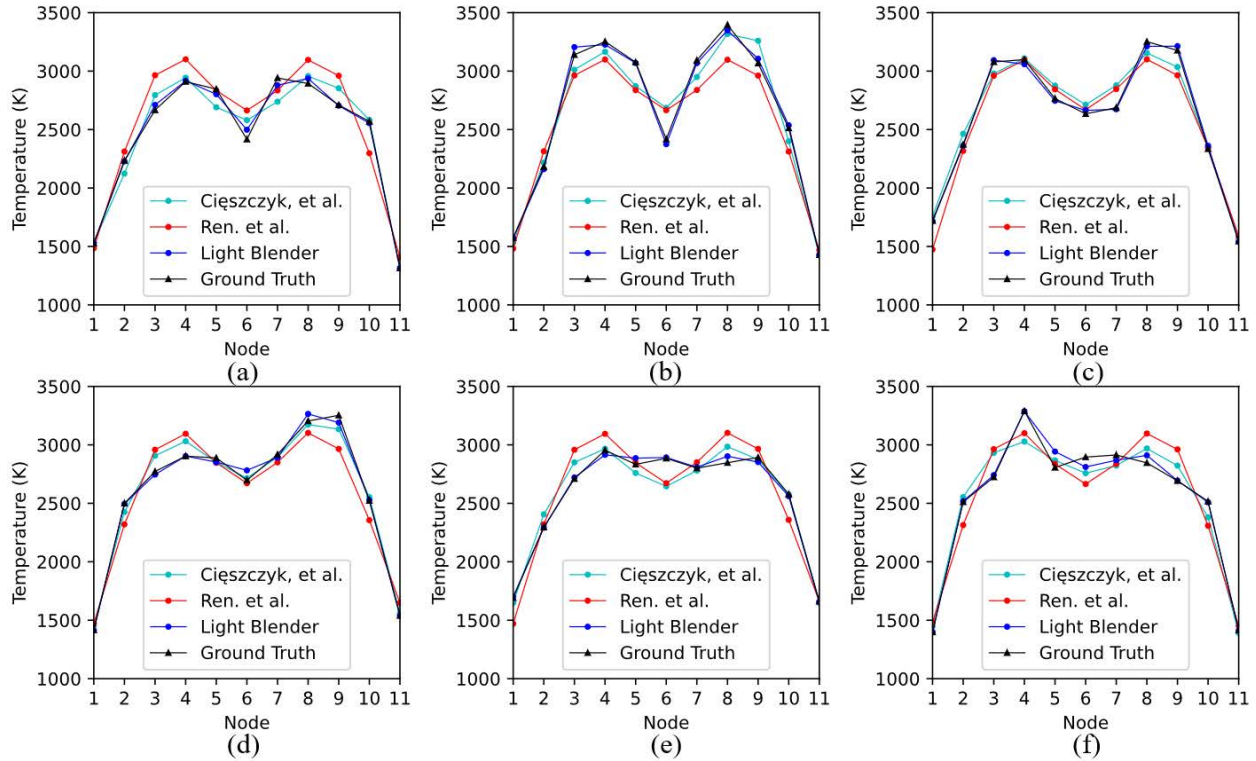 3500
3000
2500
2000
1500
1000
Temperature (K)
Cięszczyk, et al.
Ren. et al.
Light Blender
Ground Truth
1 2 3 4 5 6 7 8 9 10 11
Node
(a)
3500
3000
2500
2000
1500
1000
Temperature (K)
Cięszczyk, et al.
Ren. et al.
Light Blender
Ground Truth
1 2 3 4 5 6 7 8 9 10 11
Node
(b)
3500
3000
2500
2000
1500
1000
Temperature (K)
Cięszczyk, et al.
Ren. et al.
Light Blender
Ground Truth
1 2 3 4 5 6 7 8 9 10 11
Node
(c)
3500
3000
2500
2000
1500
1000
Temperature (K)
Cięszczyk, et al.
Ren. et al.
Light Blender
Ground Truth
1 2 3 4 5 6 7 8 9 10 11
Node
(d)
3500
3000
2500
2000
1500
1000
Temperature (K)
Cięszczyk, et al.
Ren. et al.
Light Blender
Ground Truth
1 2 3 4 5 6 7 8 9 10 11
Node
(e)
3500
3000
2500
2000
1500
1000
Temperature (K)
Cięszczyk, et al.
Ren. et al.
Light Blender
Ground Truth
1 2 3 4 5 6 7 8 9 10 11
Node
(f)